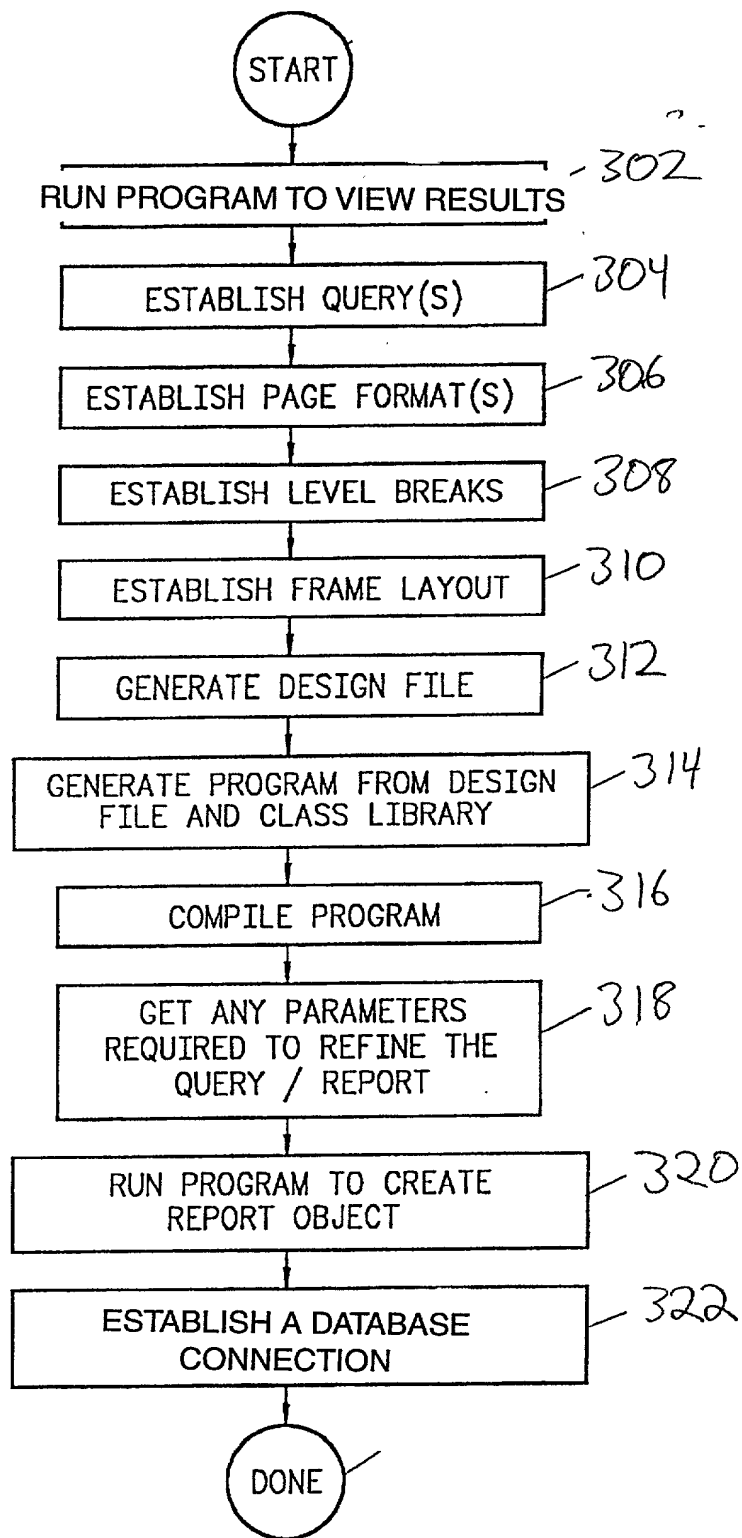 START
RUN PROGRAM TO VIEW RESULTS
302
ESTABLISH QUERY(S)
304
ESTABLISH PAGE FORMAT(S)
306
ESTABLISH LEVEL BREAKS
308
ESTABLISH FRAME LAYOUT
310
GENERATE DESIGN FILE
312
GENERATE PROGRAM FROM DESIGN
FILE AND CLASS LIBRARY
314
COMPILE PROGRAM
316
GET ANY PARAMETERS
REQUIRED TO REFINE THE
QUERY / REPORT
318
RUN PROGRAM TO CREATE
REPORT OBJECT
320
ESTABLISH A DATABASE
CONNECTION
322
DONE